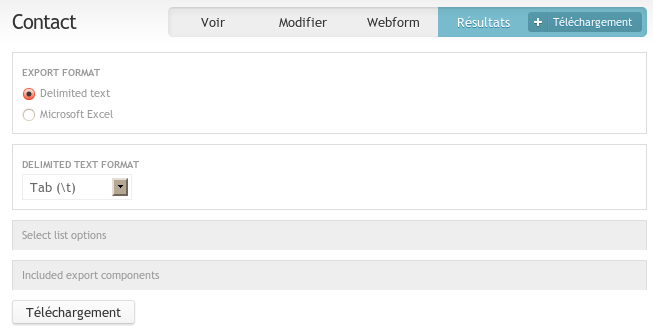 Contact
Voir Modifier Webform Résultats + Téléchargement
EXPORT FORMAT
Delimited text
Microsoft Excel
DELIMITED TEXT FORMAT
Tab (\t)
Select list options
Included export components
Téléchargement